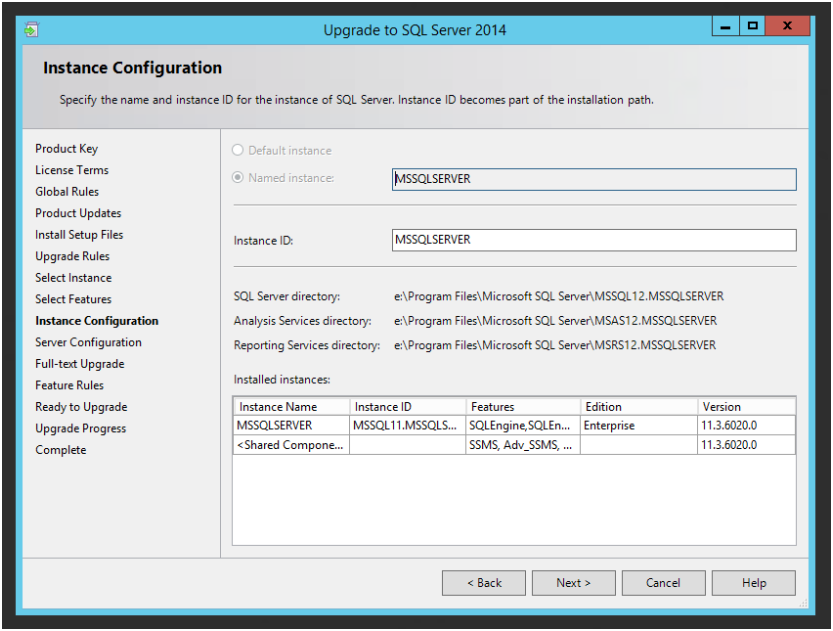 Upgrade to SQL Server 2014
Instance Configuration
Specify the name and instance ID for the instance of SQL Server. Instance ID becomes part of the installation path.
Product Key
License Terms
Global Rules
Product Updates
Install Setup Files
Upgrade Rules
Select Instance
Select Features
Instance Configuration
Server Configuration
Full-text Upgrade
Feature Rules
Ready to Upgrade
Upgrade Progress
Complete
Default instance
Named instance: MSSQLSERVER
Instance ID: MSSQLSERVER
SQL Server directory: e:\Program Files\Microsoft SQL Server\MSSQL12.MSSQLSERVER
Analysis Services directory: e:\Program Files\Microsoft SQL Server\MSAS12.MSSQLSERVER
Reporting Services directory: e:\Program Files\Microsoft SQL Server\MSRS12.MSSQLSERVER
Installed instances:
Instance Name Instance ID Features Edition Version
MSSQLSERVER MSSQL11.MSSQLS... SQLEngine,SQLEn... Enterprise 11.3.6020.0
<Shared Compone... SSMS, Adv_SSMS, ... 11.3.6020.0
< Back Next > Cancel Help